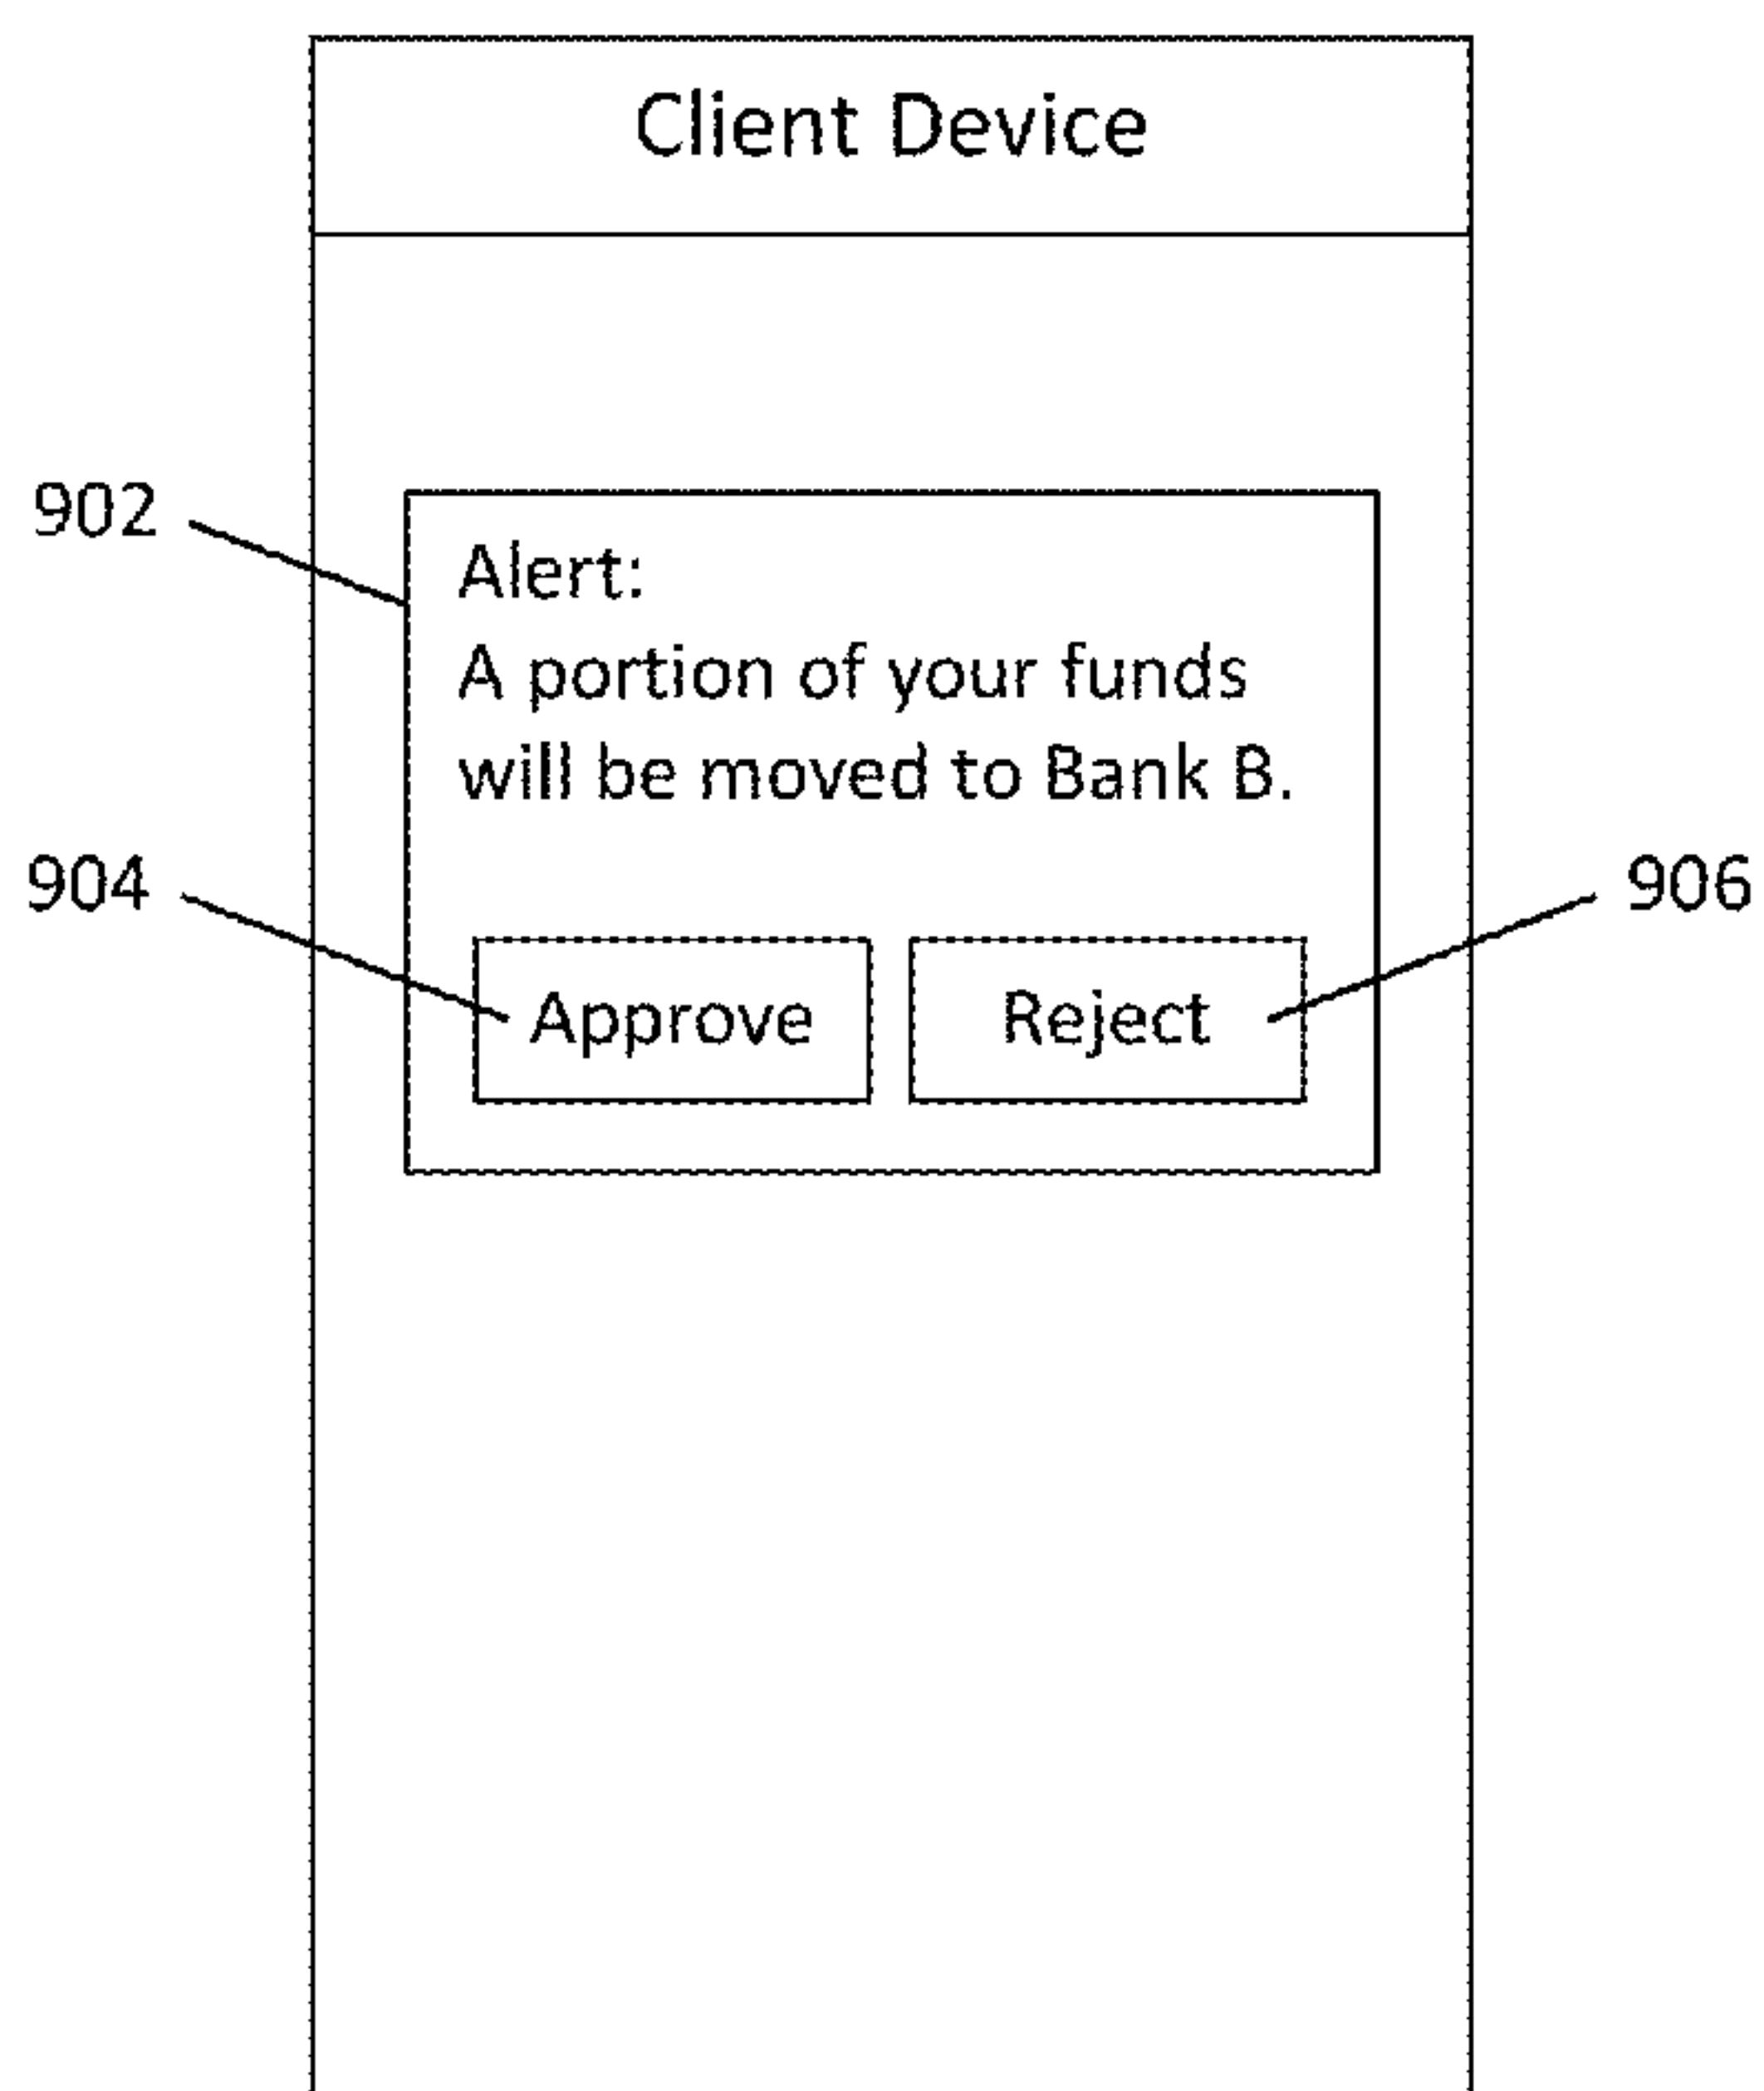 Client Device
902
Alert:
A portion of your funds
will be moved to Bank B.
904
906
Approve
Reject